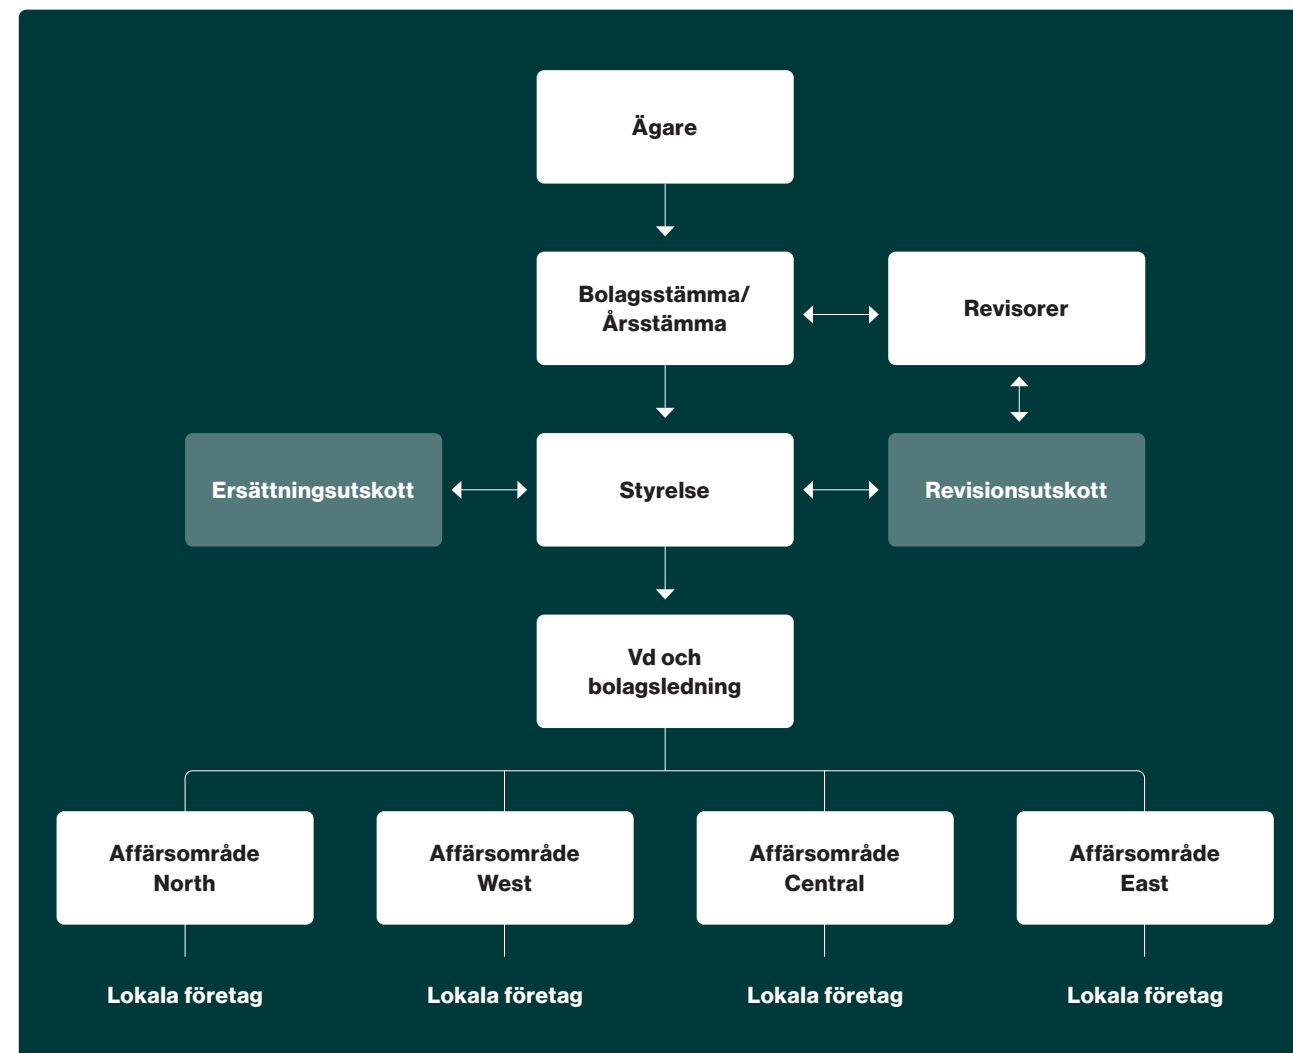 Ägare
Bolagsstämma/
Årsstämma
Revisorer
Ersättningsutskott
Styrelse
Revisionsutskott
Vd och
bolagsledning
Affärsområde
North
Affärsområde
West
Affärsområde
Central
Affärsområde
East
Lokala företag
Lokala företag
Lokala företag
Lokala företag